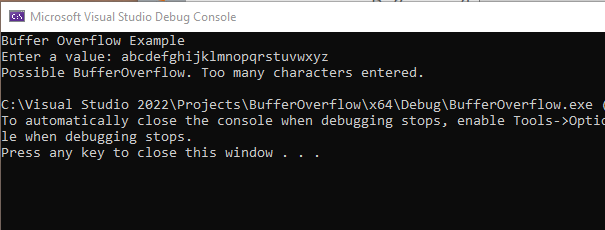 Microsoft Visual Studio Debug Console
Buffer Overflow Example
Enter a value: abcdefghijklmnopqrstuvwxyz
Possible BufferOverflow. Too many characters entered.
C:\Visual Studio 2022\Projects\BufferOverflow\x64\Debug\BufferOverflow.exe (
To automatically close the console when debugging stops, enable Tools->Optio
le when debugging stops.
Press any key to close this window . . .